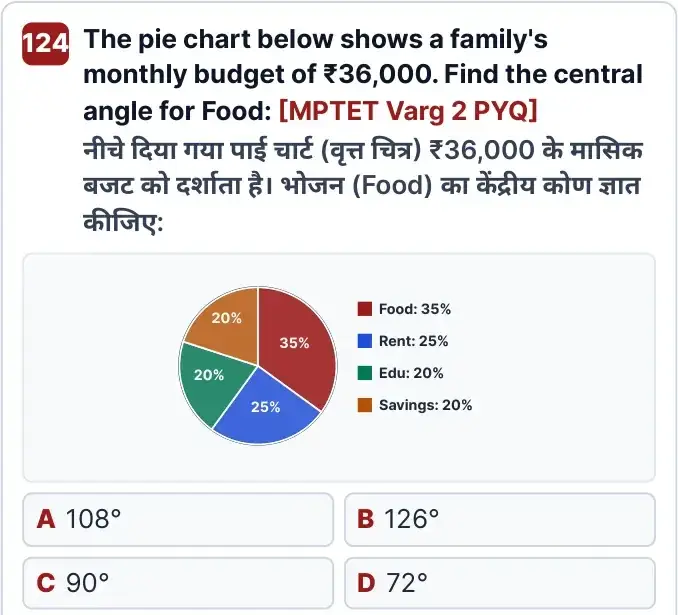 124 The pie chart below shows a family's
monthly budget of ₹36,000. Find the central
angle for Food: [MPTET Varg 2 PYQ]
नीचे दिया गया पाई चार्ट (वृत्त चित्र) ₹36,000 के मासिक
बजट को दर्शाता है। भोजन (Food) का केंद्रीय कोण ज्ञात
कीजिए:
20%
35%
20%
25%
Food: 35%
Rent: 25%
Edu: 20%
Savings: 20%
A 108°
B 126°
C 90°
D 72°